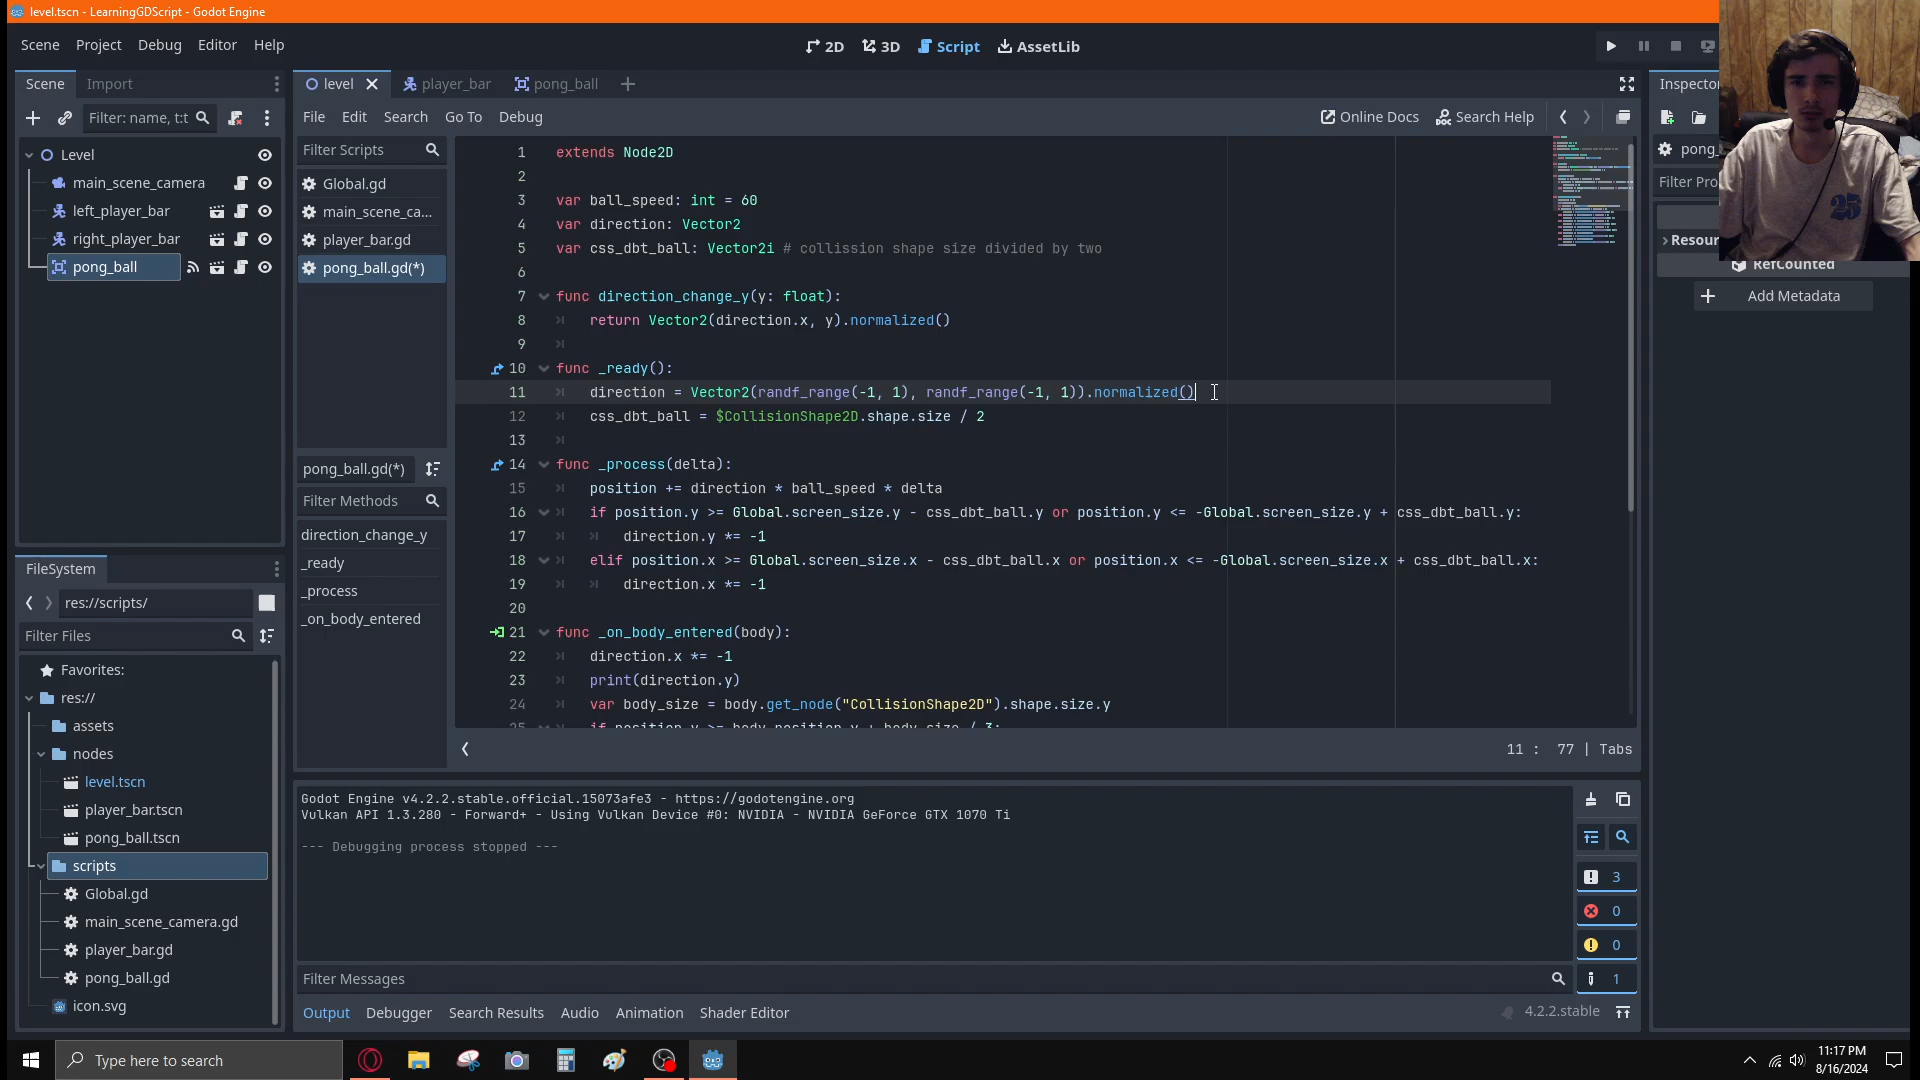 level.tscn - LearningGDScript - Godot Engine
Scene Project Debug Editor Help
2D 3D Script AssetLib
Scene Import
level player_bar pong_ball
Inspector
Filter: name, t:t
File Edit Search Go To Debug
Online Docs Search Help
Filter Scripts
Global.gd
main_scene_ca...
player_bar.gd
pong_ball.gd(*)
Level
main_scene_camera
left_player_bar
right_player_bar
pong_ball
1 extends Node2D
2
3 var ball_speed: int = 60
4 var direction: Vector2
5 var css_dbt_ball: Vector2i # collission shape size divided by two
6
7 func direction_change_y(y: float):
8 return Vector2(direction.x, y).normalized()
9
10 func _ready():
11 direction = Vector2(randf_range(-1, 1), randf_range(-1, 1)).normalized()
12 css_dbt_ball = $CollisionShape2D.shape.size / 2
13
14 func _process(delta):
15 position += direction * ball_speed * delta
16 if position.y >= Global.screen_size.y - css_dbt_ball.y or position.y <= -Global.screen_size.y + css_dbt_ball.y:
17 direction.y *= -1
18 elif position.x >= Global.screen_size.x - css_dbt_ball.x or position.x <= -Global.screen_size.x + css_dbt_ball.x:
19 direction.x *= -1
20
21 func _on_body_entered(body):
22 direction.x *= -1
23 print(direction.y)
24 var body_size = body.get_node("CollisionShape2D").shape.size.y
25 if position.y >= body.position.y + body_size / 3:
11 : 77 | Tabs
pong_ball.gd(*)
Filter Methods
direction_change_y
_ready
_process
_on_body_entered
pong_
Filter Pro
Resour
RefCounted
Add Metadata
FileSystem
res://scripts/
Filter Files
Favorites:
res://
assets
nodes
level.tscn
player_bar.tscn
pong_ball.tscn
scripts
Global.gd
main_scene_camera.gd
player_bar.gd
pong_ball.gd
icon.svg
Godot Engine v4.2.2.stable.official.15073afe3 - https://godotengine.org
Vulkan API 1.3.280 - Forward+ - Using Vulkan Device #0: NVIDIA - NVIDIA GeForce GTX 1070 Ti
--- Debugging process stopped ---
3
0
0
1
Filter Messages
Output Debugger Search Results Audio Animation Shader Editor
4.2.2.stable
Type here to search
11:17 PM
8/16/2024
25